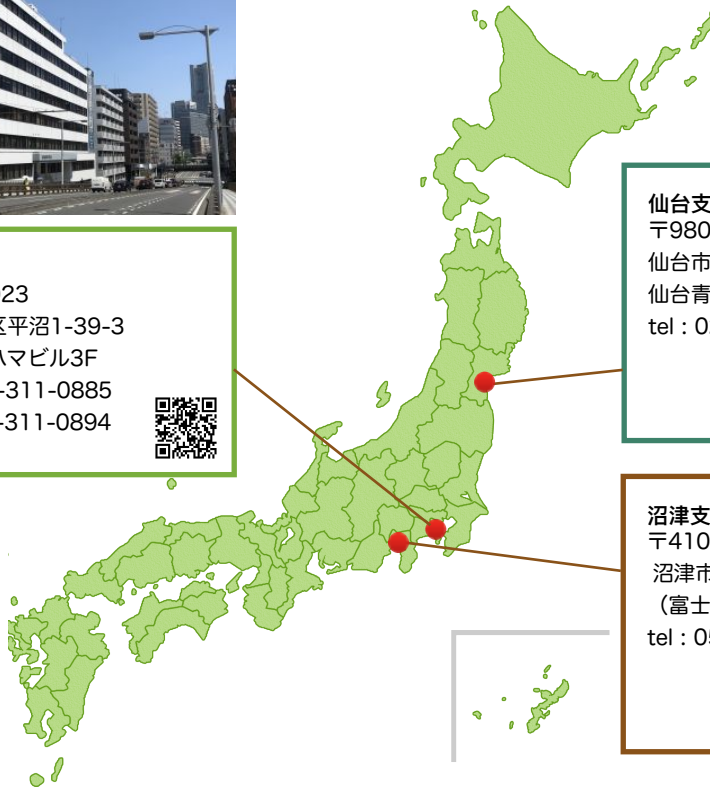 23
区平沼1-39-3
マビル3F
-311-0885
-311-0894
仙台支
〒980
仙台市
仙台青
tel : 0
沼津支
〒410
沼津市
（富士
tel : 05